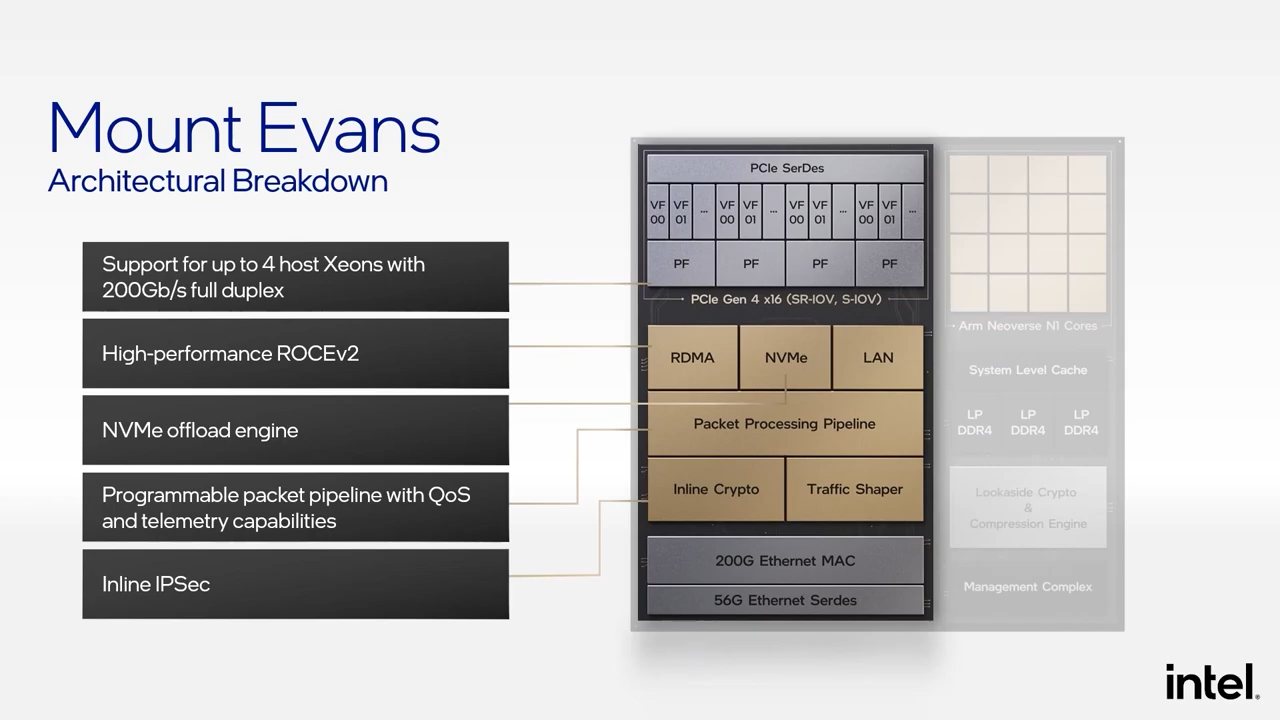 Mount Evans
Architectural Breakdown
Support for up to 4 host Xeons with
200Gb/s full duplex
High-performance ROCEv2
NVMe offload engine
Programmable packet pipeline with QoS
and telemetry capabilities
Inline IPSec
PCIe SerDes
VF 00 VF 01 ... VF 00 VF 01 ... VF 00 VF 01 ... VF 00 VF 01 ...
PF PF PF PF
PCIe Gen 4 x16 (SR-IOV, S-IOV)
RDMA NVMe LAN
Packet Processing Pipeline
Inline Crypto Traffic Shaper
200G Ethernet MAC
56G Ethernet Serdes
Arm Neoverse N1 Cores
System Level Cache
LP LP LP
DDR4 DDR4 DDR4
Lookaside Crypto
&
Compression Engine
Management Complex
intel.